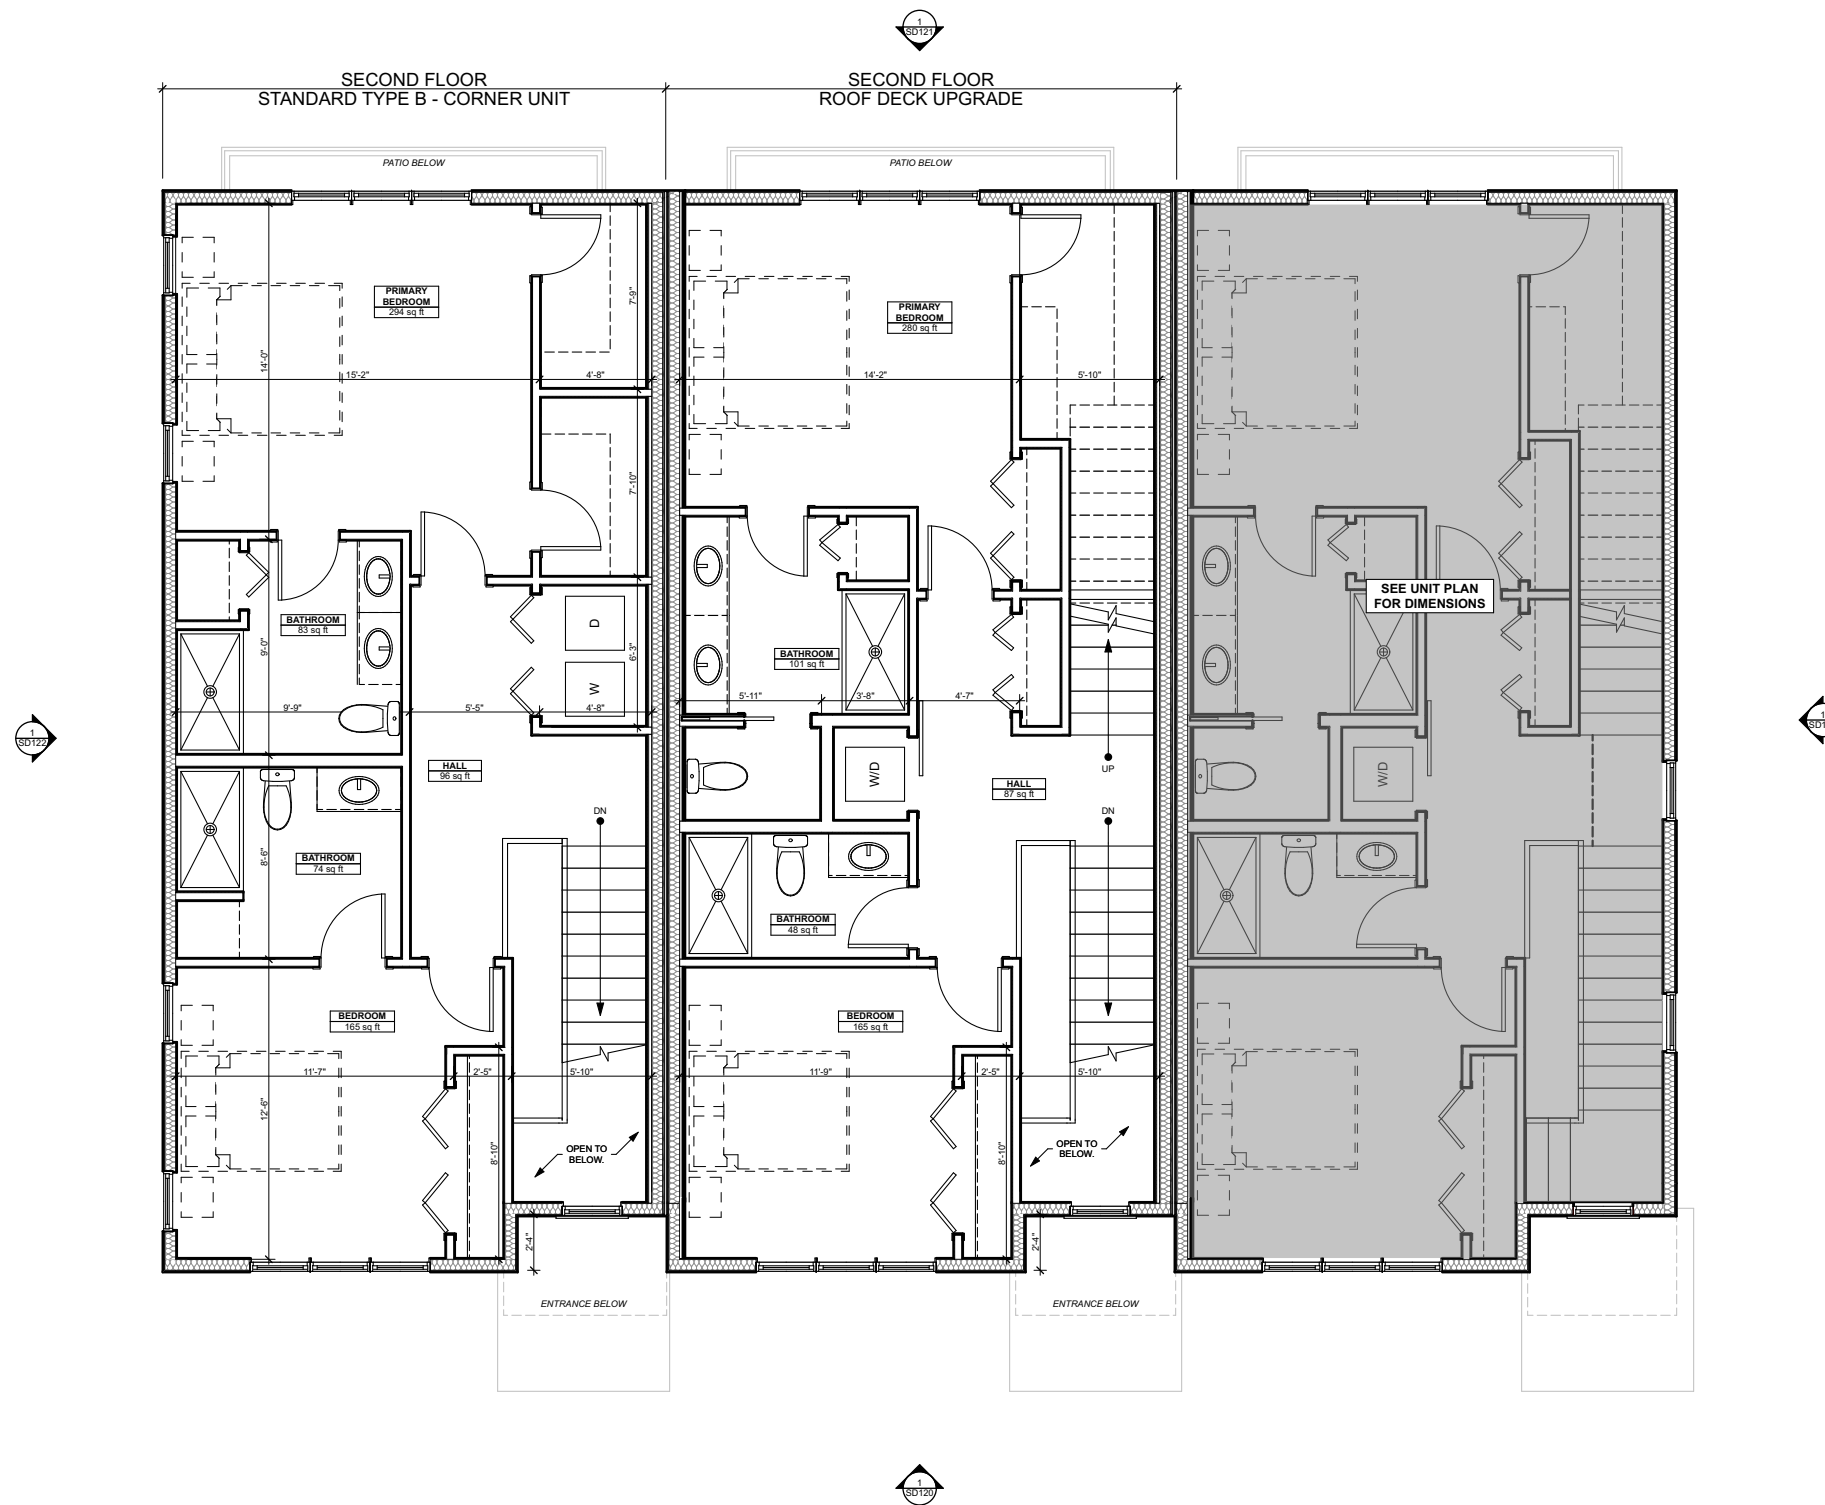 1
SD121
SECOND FLOOR
STANDARD TYPE B - CORNER UNIT
SECOND FLOOR
ROOF DECK UPGRADE
PATIO BELOW
PATIO BELOW
PRIMARY
BEDROOM
294 sq ft
7'-9"
14'-0"
15'-2"
4'-8"
7'-10"
PRIMARY
BEDROOM
280 sq ft
14'-2"
5'-10"
SEE UNIT PLAN
FOR DIMENSIONS
BATHROOM
83 sq ft
9'-0"
D
W
6'-3"
9'-9"
5'-5"
4'-8"
BATHROOM
101 sq ft
5'-11"
3'-8"
4'-7"
1
SD122
HALL
96 sq ft
W/D
UP
HALL
87 sq ft
W/D
DN
DN
BATHROOM
74 sq ft
8'-6"
BATHROOM
48 sq ft
BEDROOM
165 sq ft
BEDROOM
165 sq ft
11'-7"
2'-5"
5'-10"
12'-6"
11'-9"
2'-5"
5'-10"
8'-10"
OPEN TO
BELOW.
8'-10"
OPEN TO
BELOW.
2'-4"
2'-4"
ENTRANCE BELOW
ENTRANCE BELOW
1
SD120